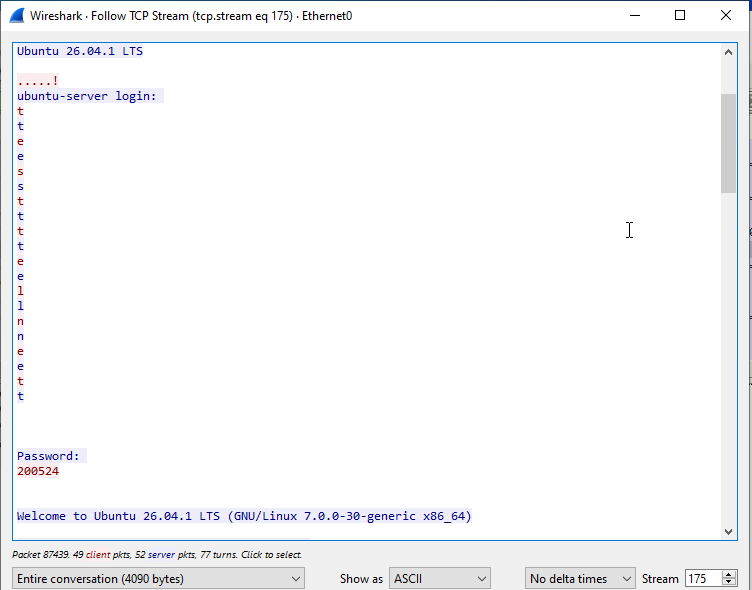 Wireshark · Follow TCP Stream (tcp.stream eq 175) · Ethernet0
Ubuntu 26.04.1 LTS
.....!
ubuntu-server login:
t
t
e
e
s
s
t
t
t
t
e
e
l
l
n
n
e
e
t
t
Password:
200524
Welcome to Ubuntu 26.04.1 LTS (GNU/Linux 7.0.0-30-generic x86_64)
Packet 87439. 49 client pkts, 52 server pkts, 77 turns. Click to select.
Entire conversation (4090 bytes) Show as ASCII No delta times Stream 175